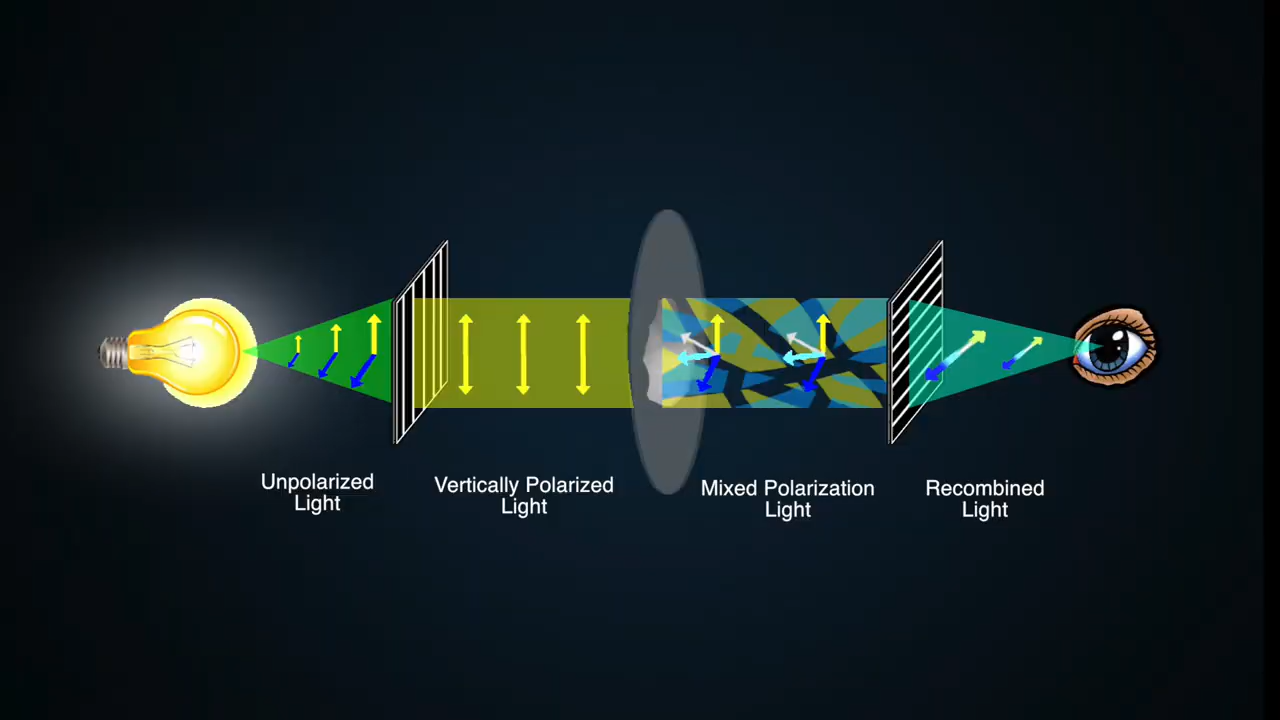 Unpolarized
Light
Vertically Polarized
Light
Mixed Polarization
Light
Recombined
Light